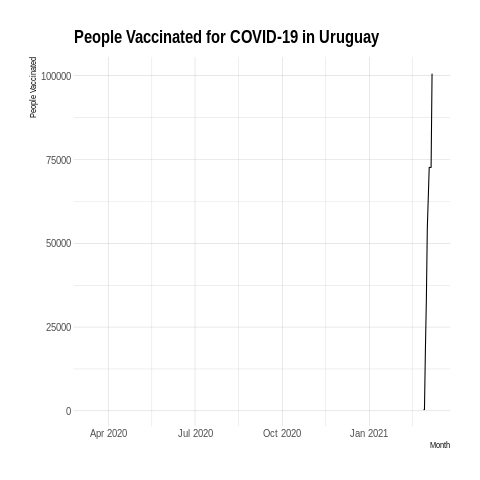 People Vaccinated for COVID-19 in Uruguay
People Vaccinated
100000
75000
50000
25000
0
Apr 2020
Jul 2020
Oct 2020
Jan 2021
Month